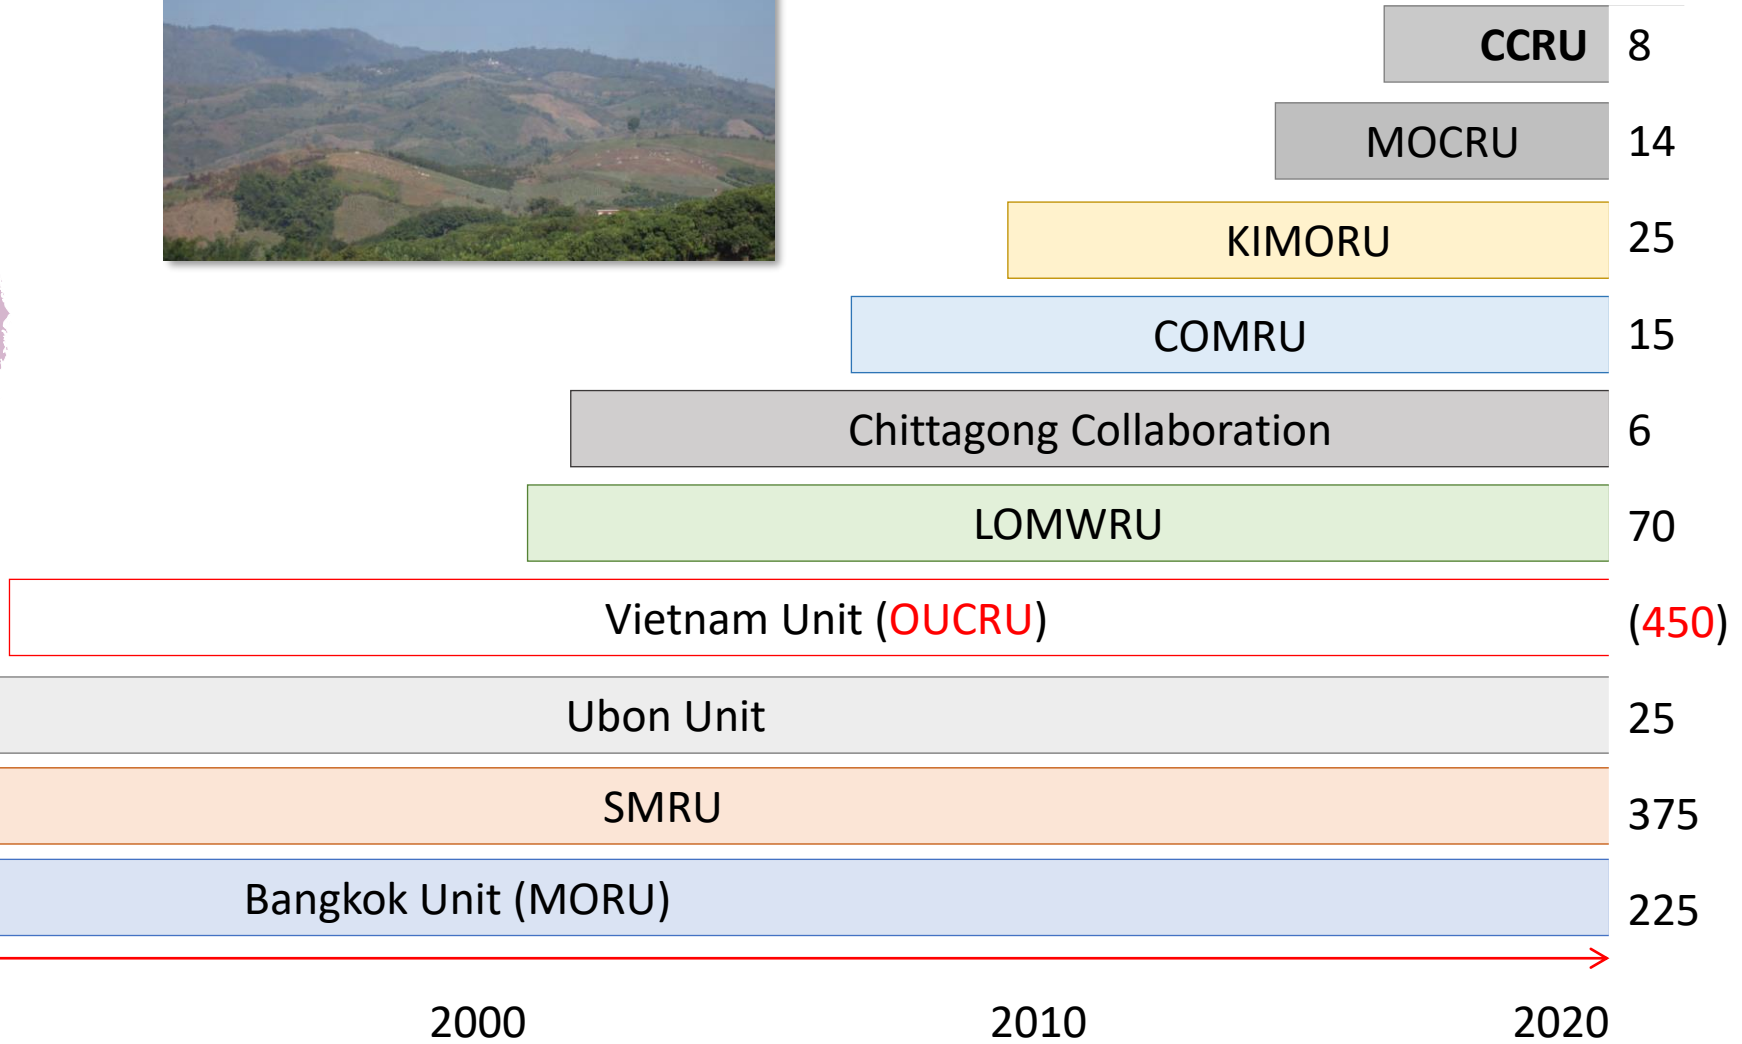 CCRU 8
MOCRU 14
KIMORU 25
COMRU 15
Chittagong Collaboration 6
LOMWRU 70
Vietnam Unit (OUCRU) (450)
Ubon Unit 25
SMRU 375
Bangkok Unit (MORU) 225
2000 2010 2020